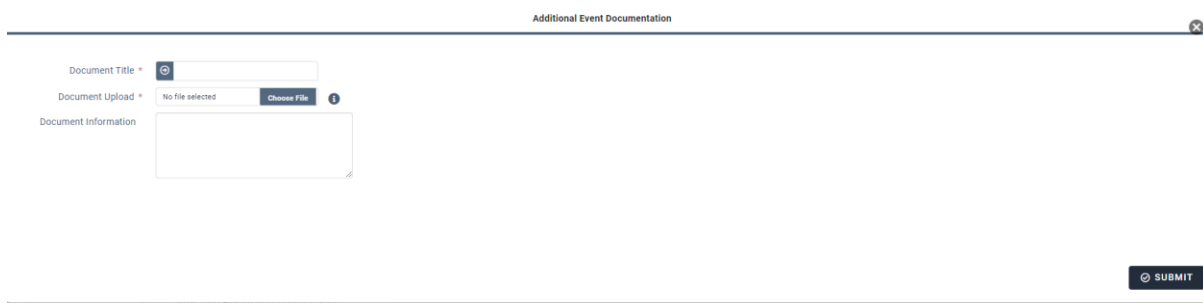 Additional Event Documentation
Document Title *
Document Upload * No file selected Choose File
Document Information
SUBMIT